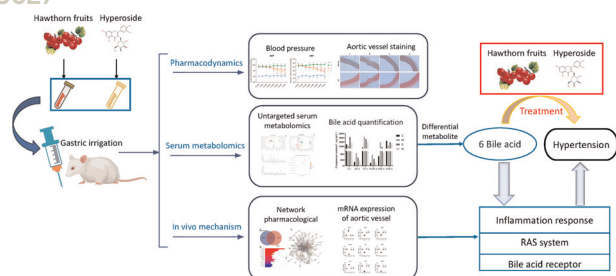 Hawthorn fruits
Hyperoside
Gastric irrigation
Pharmacodynamics
Serum metabolomics
In vivo mechanism
Blood pressure
Aortic vessel staining
Untargeted serum
metabolomics
Bile acid quantification
Network
pharmacological
mRNA expression
of aortic vessel
Differential
metabolite
Hawthorn fruits
Hyperoside
Treatment
6 Bile acid
Hypertension
Inflammation response
RAS system
Bile acid receptor